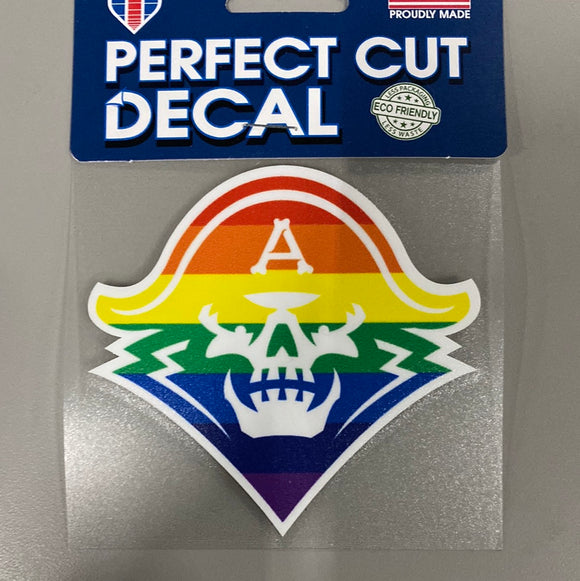 PROUDLY MADE
PERFECT CUT
DECAL
LESS PACKAGING
ECO FRIENDLY
LESS WASTE
A